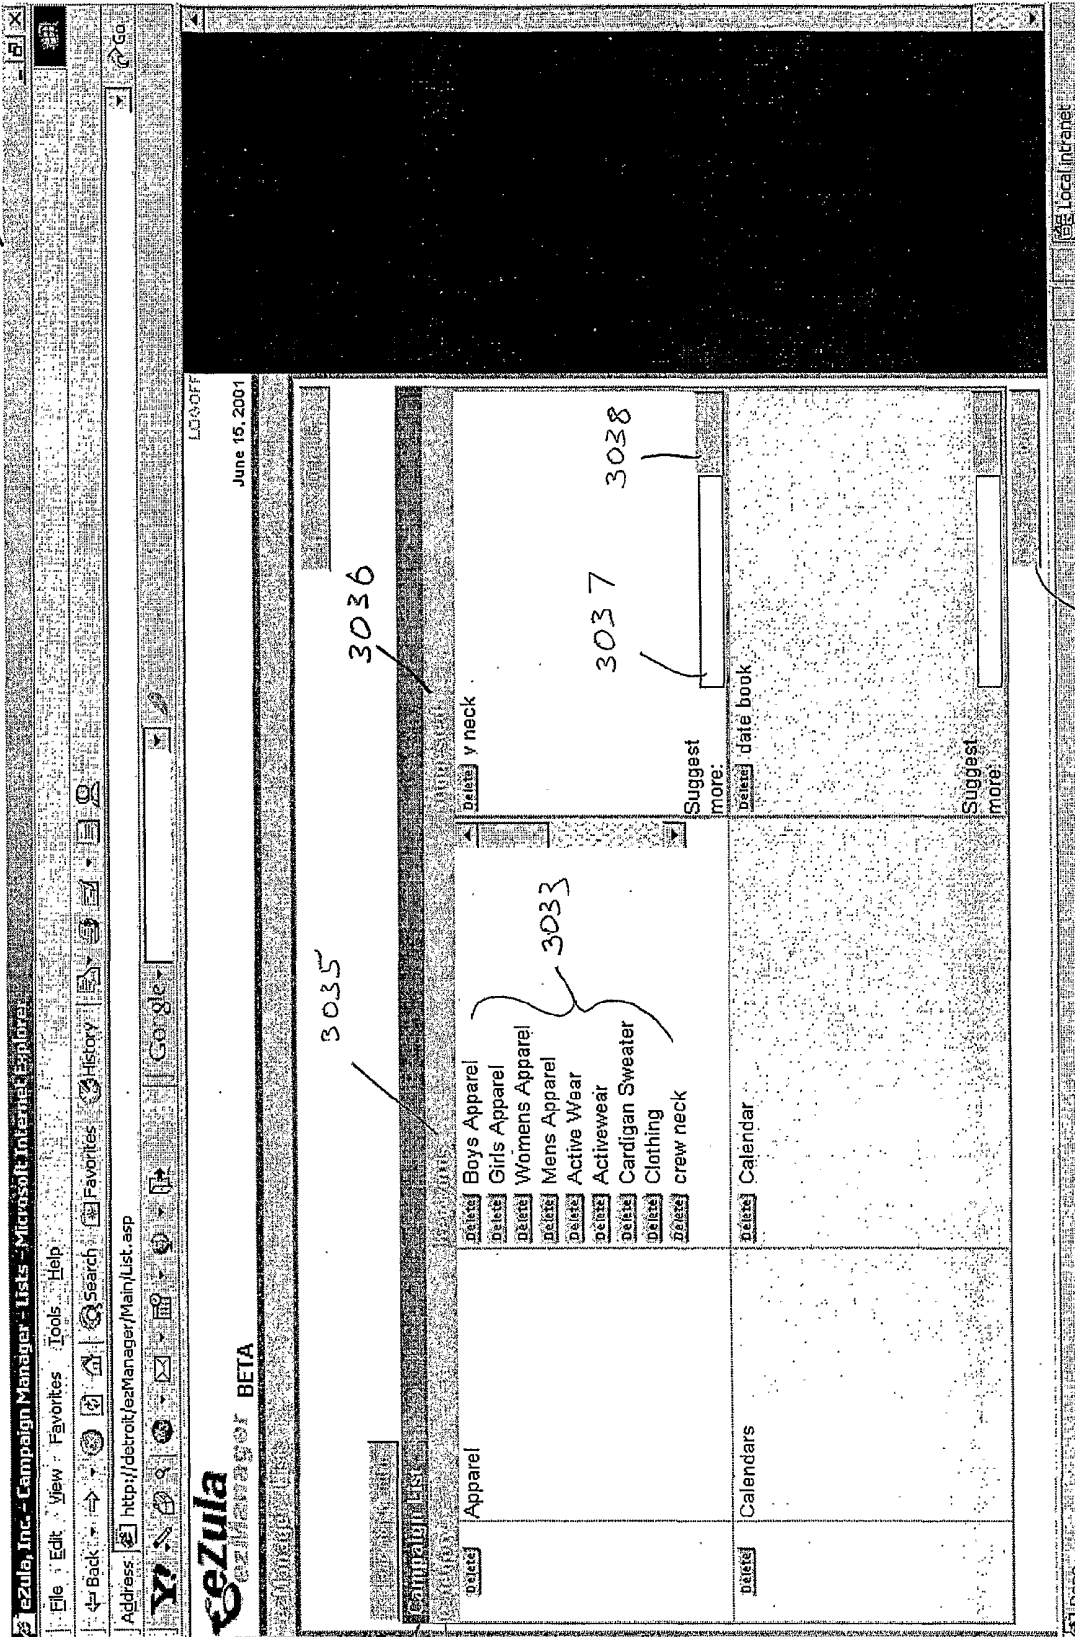 eZula, Inc. - Campaign Manager - Lists - Microsoft Internet Explorer
File Edit View Favorites Tools Help
Back Search Favorites History
Address http://detroit/ezManager/Main/List.asp Go
Y! Google
LOGOFF
eZula
ezManager BETA
June 15, 2001
3035
3036
Campaign List
Delete
Apparel
Delete Boys Apparel
Delete Girls Apparel
Delete Womens Apparel
Delete Mens Apparel
Delete Active Wear
Delete Activewear
Delete Cardigan Sweater
Delete Clothing
Delete crew neck
3033
Delete v neck
3037
3038
Suggest
more:
Delete
Calendars
Delete Calendar
Delete date book
Suggest
more:
Local intranet